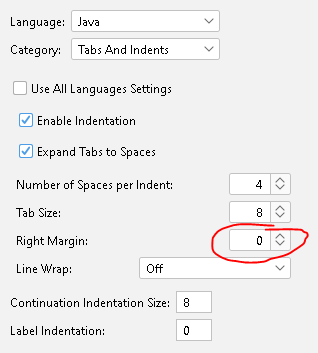 Language: Java
Category: Tabs And Indents
Use All Languages Settings
Enable Indentation
Expand Tabs to Spaces
Number of Spaces per Indent: 4
Tab Size: 8
Right Margin: 0
Line Wrap: Off
Continuation Indentation Size: 8
Label Indentation: 0